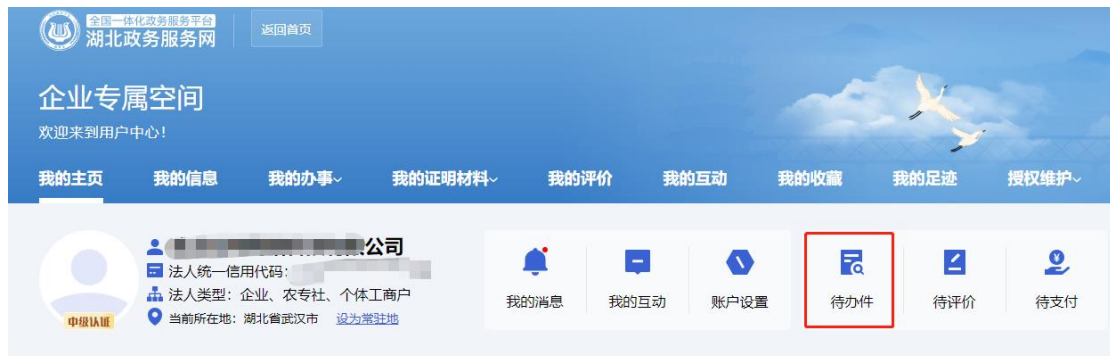 全国一体化政务服务平台
湖北政务服务网
返回首页
企业专属空间
欢迎来到用户中心！
我的主页 我的信息 我的办事 我的证明材料 我的评价 我的互动 我的收藏 我的足迹 授权维护
公司
法人统一信用代码:
法人类型: 企业、农专社、个体工商户
当前所在地: 湖北省武汉市 设为常驻地
中级认证
我的消息 我的互动 账户设置 待办件 待评价 待支付